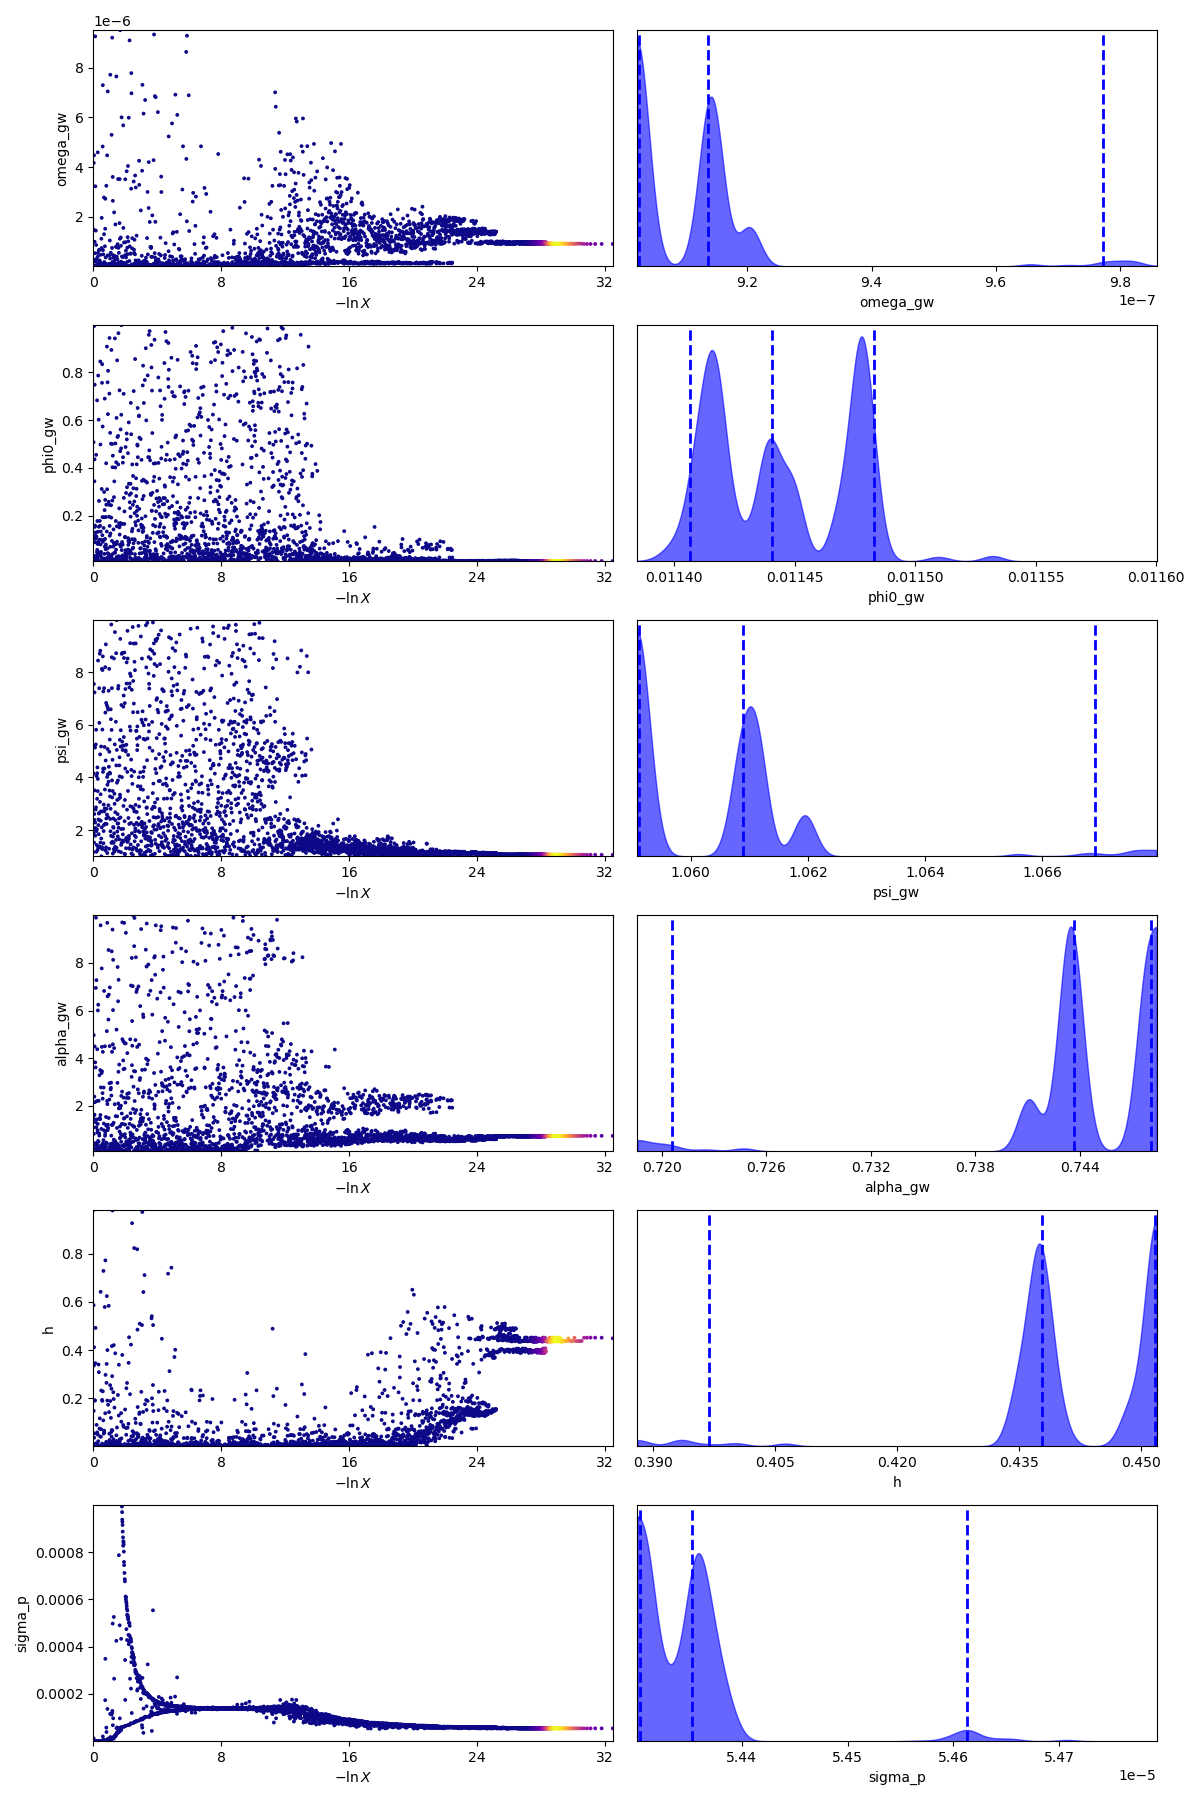 1e−6
8
6
4
2
omega_gw
0 8 16 24 32
−ln X
9.2 9.4 9.6 9.8
1e−7
omega_gw
0.8
0.6
0.4
0.2
phi0_gw
0 8 16 24 32
−ln X
0.01140 0.01145 0.01150 0.01155 0.01160
phi0_gw
8
6
4
2
psi_gw
0 8 16 24 32
−ln X
1.060 1.062 1.064 1.066
psi_gw
8
6
4
2
alpha_gw
0 8 16 24 32
−ln X
0.720 0.726 0.732 0.738 0.744
alpha_gw
0.8
0.6
0.4
0.2
h
0 8 16 24 32
−ln X
0.390 0.405 0.420 0.435 0.450
h
0.0008
0.0006
0.0004
0.0002
sigma_p
0 8 16 24 32
−ln X
5.44 5.45 5.46 5.47
1e−5
sigma_p